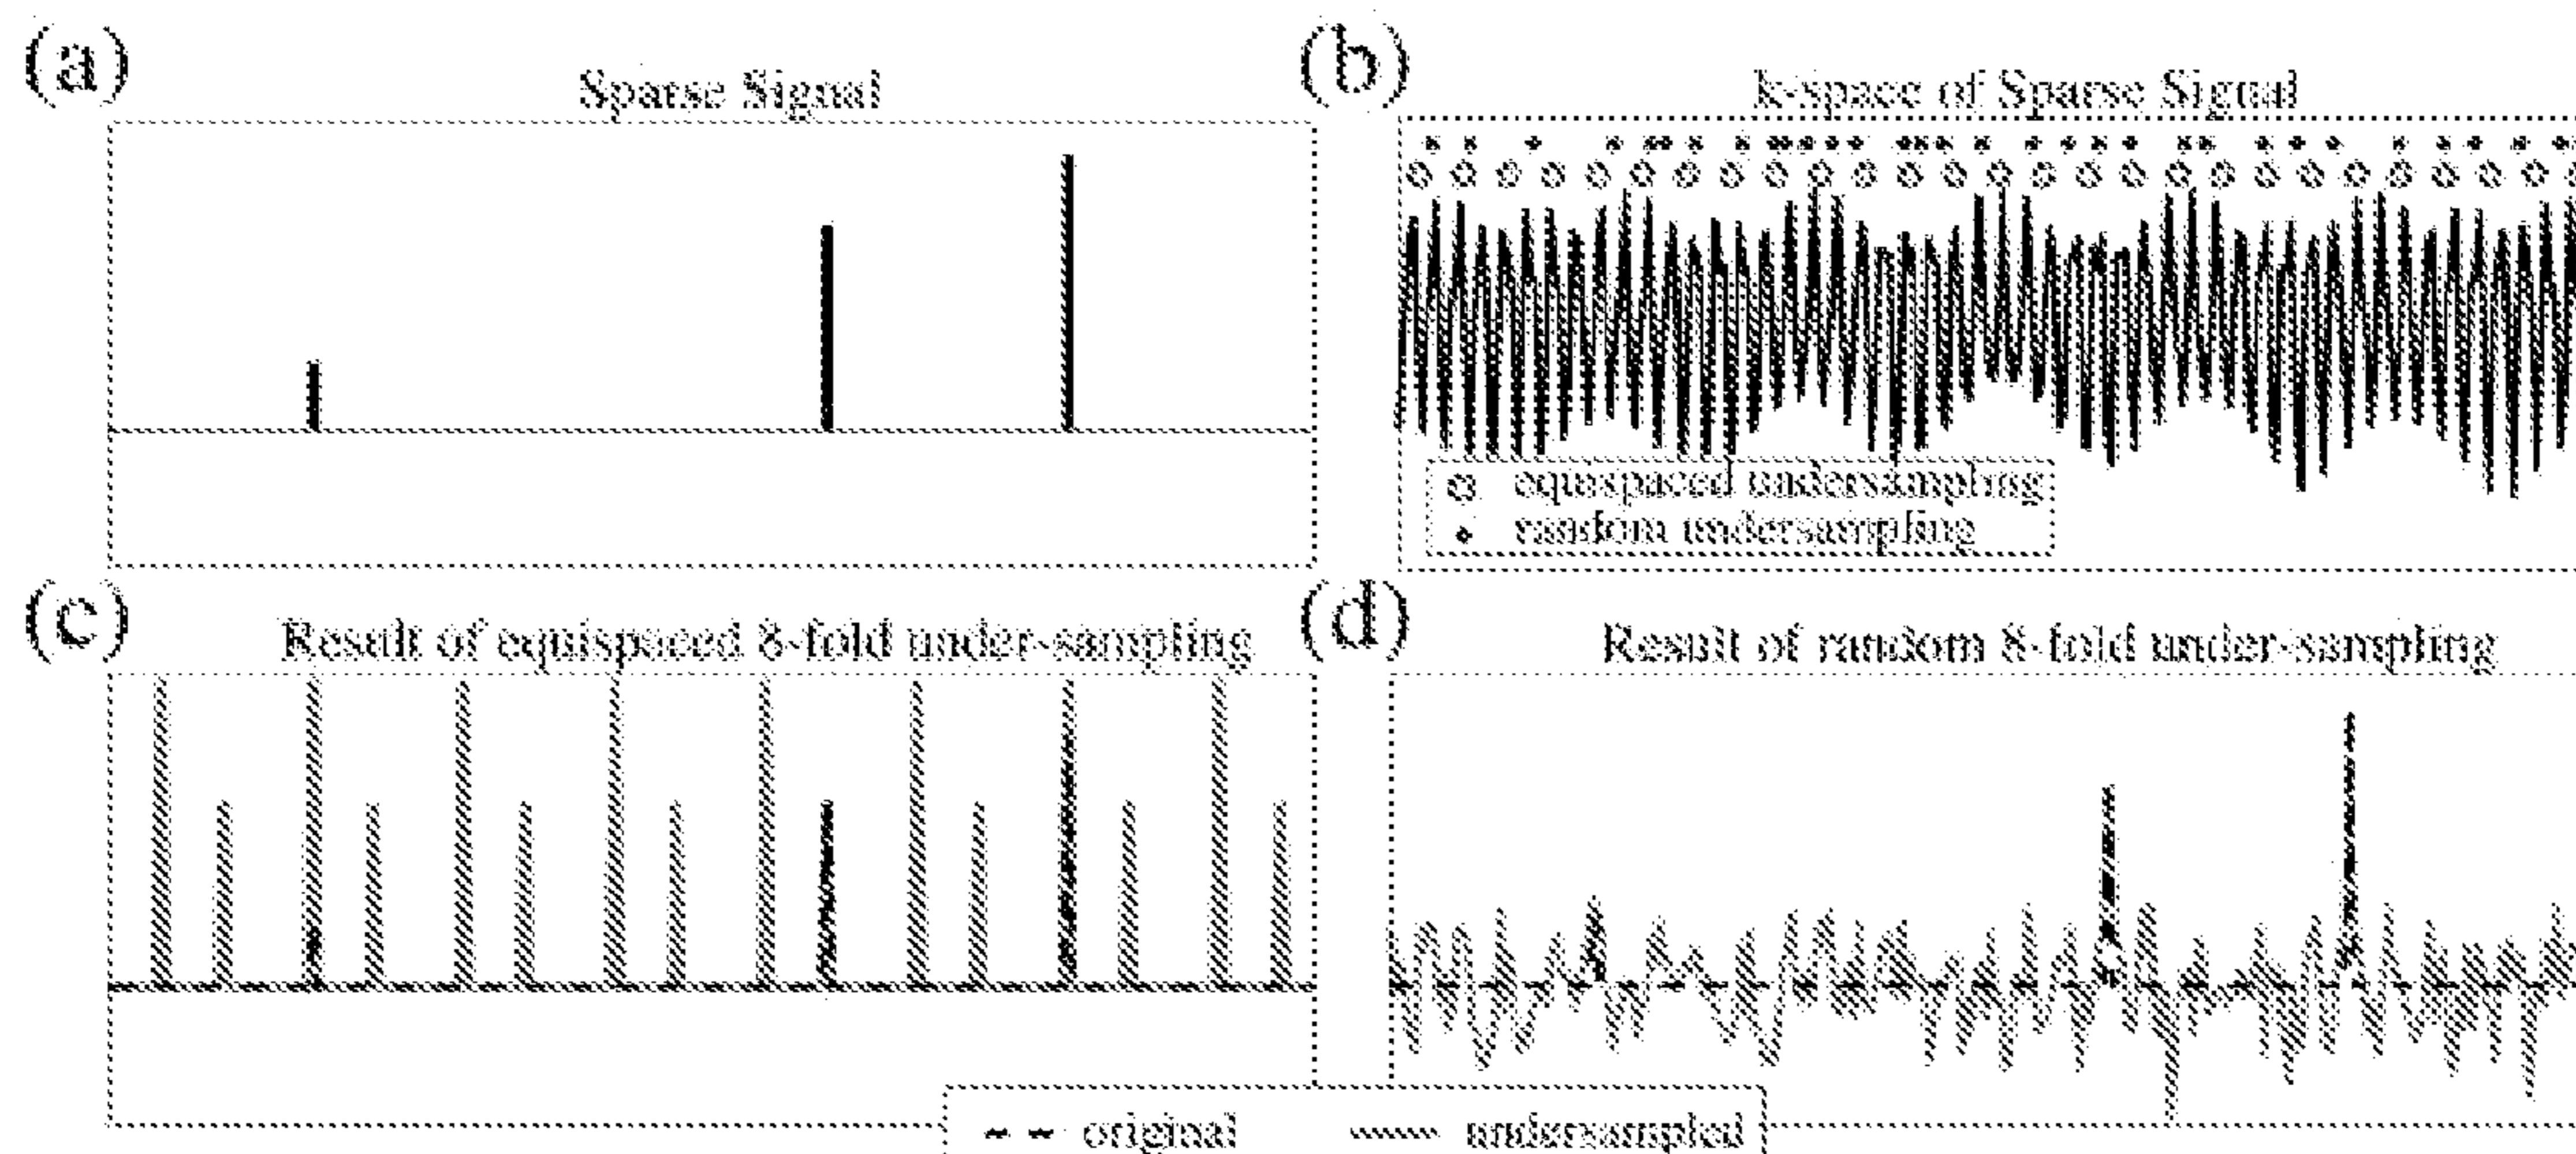 (a)
Sparse Signal
(b)
k-space of Sparse Signal
equispaced undersampling
random undersampling
(c)
Result of equispaced 8-fold under-sampling
(d)
Result of random 8-fold under-sampling
original
undersampled